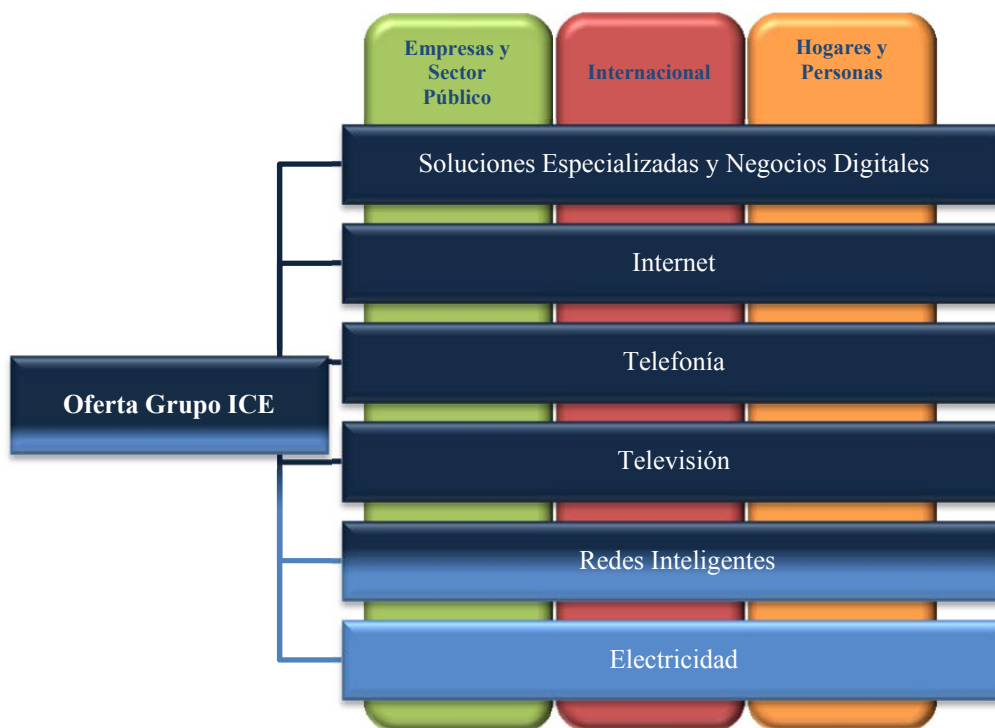 Empresas y
Sector
Público
Internacional
Hogares y
Personas
Soluciones Especializadas y Negocios Digitales
Internet
Telefonía
Oferta Grupo ICE
Televisión
Redes Inteligentes
Electricidad